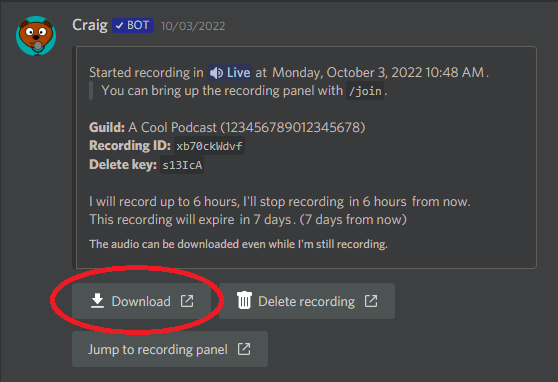 Craig ✓ BOT 10/03/2022
Started recording in Live at Monday, October 3, 2022 10:48 AM.
You can bring up the recording panel with /join.
Guild: A Cool Podcast (123456789012345678)
Recording ID: xb70ckWdvf
Delete key: s13IcA
I will record up to 6 hours, I'll stop recording in 6 hours from now.
This recording will expire in 7 days. (7 days from now)
The audio can be downloaded even while I'm still recording.
Download Delete recording
Jump to recording panel